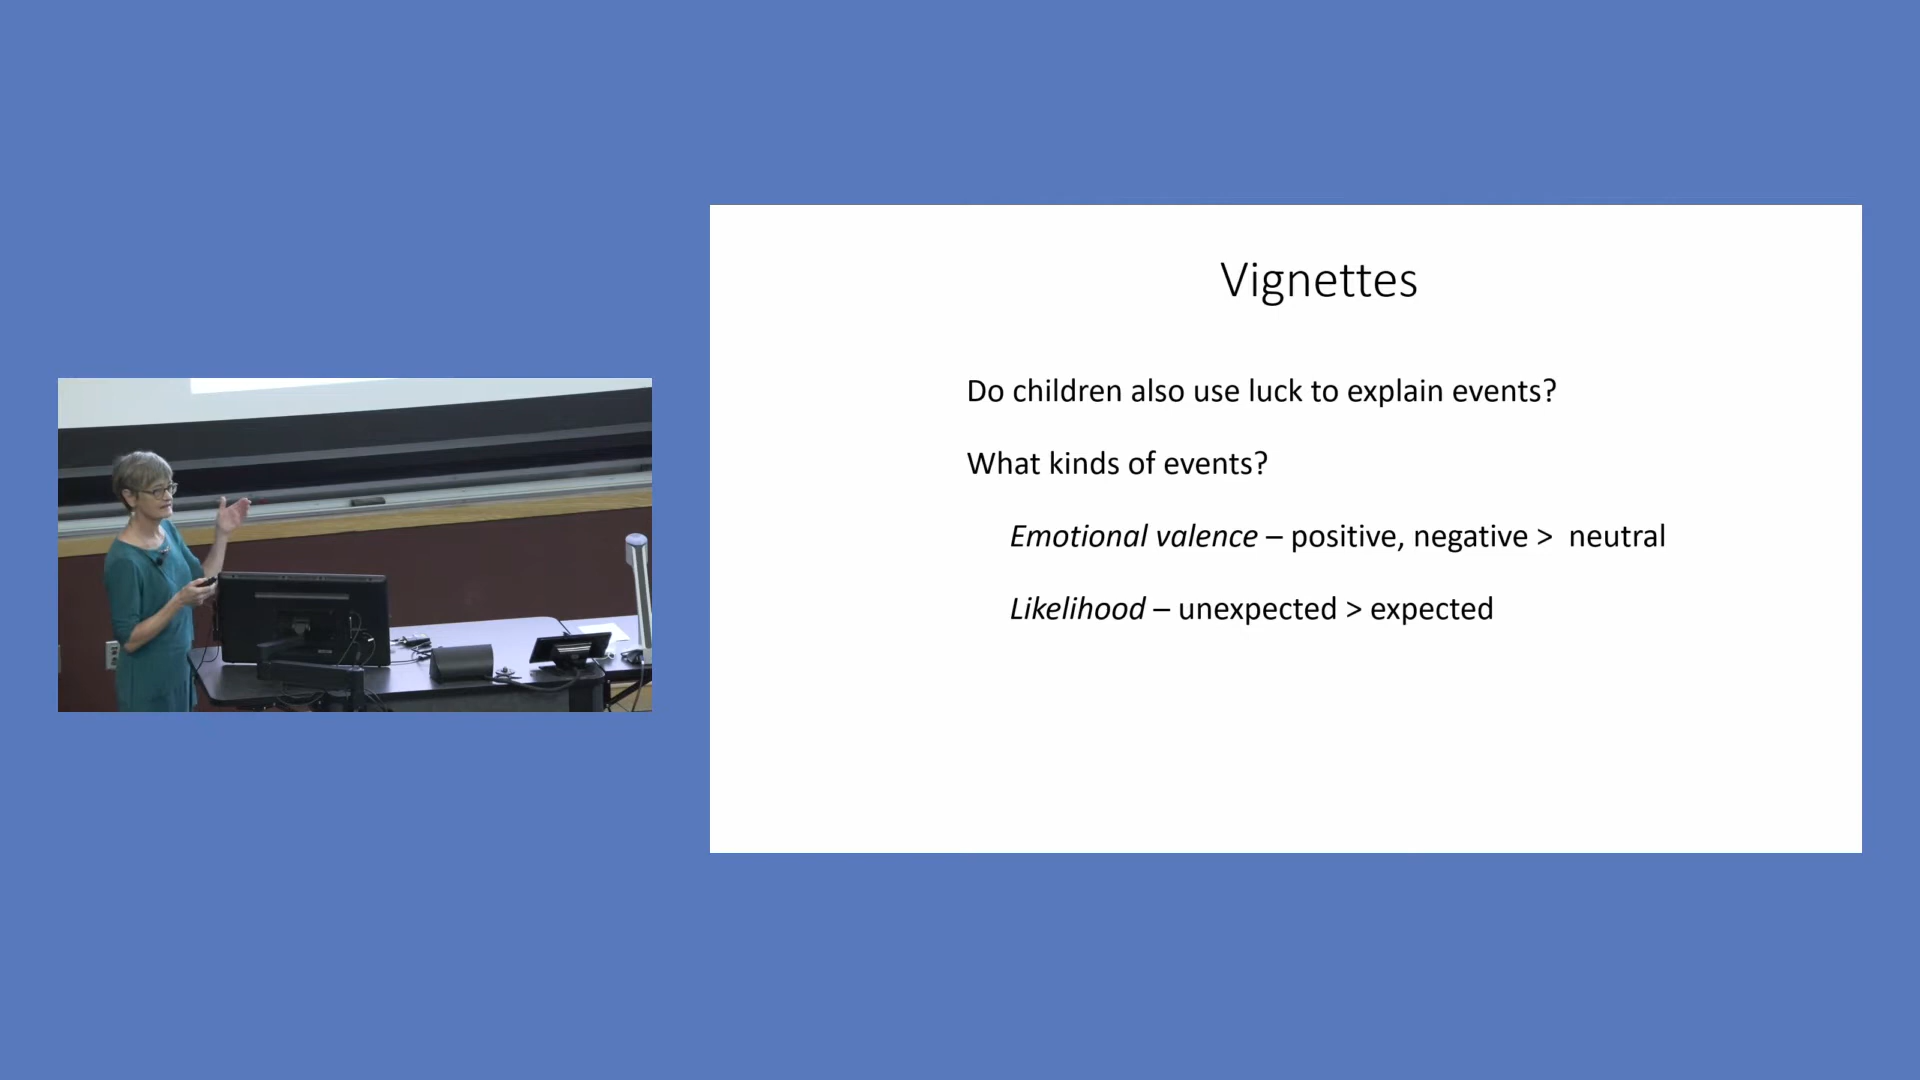 Vignettes
Do children also use luck to explain events?
What kinds of events?
Emotional valence – positive, negative > neutral
Likelihood – unexpected > expected